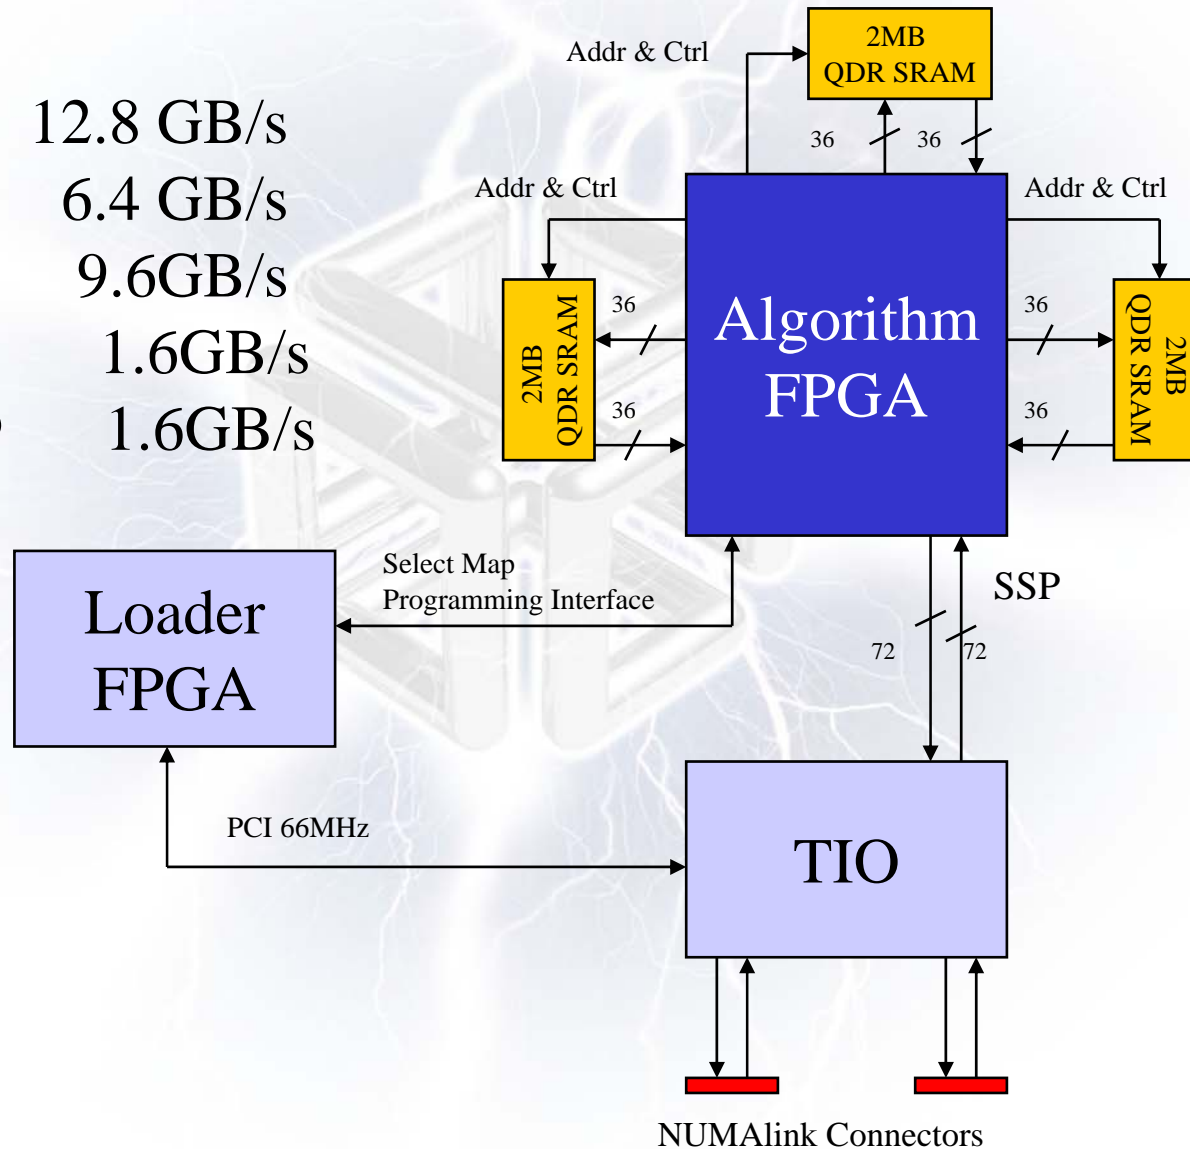 2MB
QDR SRAM
Addr & Ctrl
12.8 GB/s
36
36
6.4 GB/s
Addr & Ctrl
Addr & Ctrl
9.6GB/s
2MB
QDR SRAM
36
Algorithm
FPGA
36
2MB
QDR SRAM
1.6GB/s
36
36
1.6GB/s
Select Map
Programming Interface
SSP
Loader
FPGA
72
72
PCI 66MHz
TIO
NUMAlink Connectors